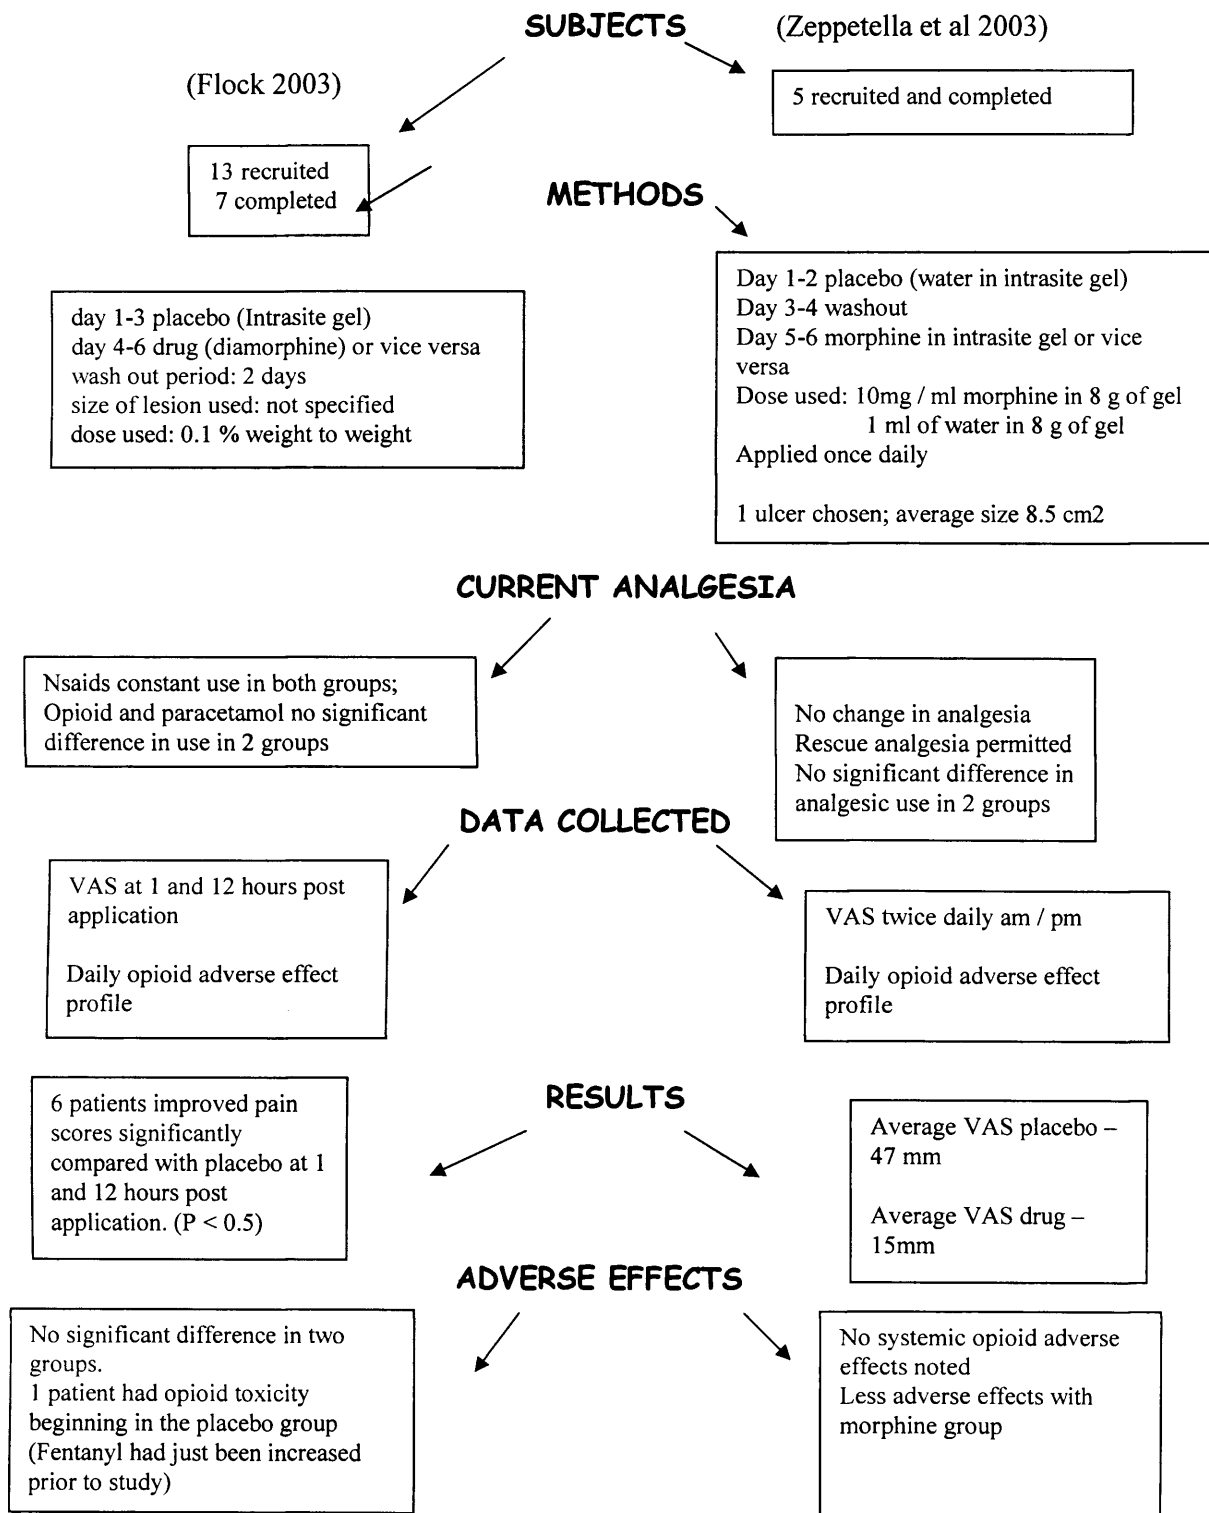 SUBJECTS
(Zeppetella et al 2003)
(Flock 2003)
5 recruited and completed
13 recruited
7 completed
METHODS
day 1-3 placebo (Intrasite gel)
day 4-6 drug (diamorphine) or vice versa
wash out period: 2 days
size of lesion used: not specified
dose used: 0.1 % weight to weight
Day 1-2 placebo (water in intrasite gel)
Day 3-4 washout
Day 5-6 morphine in intrasite gel or vice
versa
Dose used: 10mg / ml morphine in 8 g of gel
1 ml of water in 8 g of gel
Applied once daily
1 ulcer chosen; average size 8.5 cm2
CURRENT ANALGESIA
Nsaids constant use in both groups;
Opioid and paracetamol no significant
difference in use in 2 groups
No change in analgesia
Rescue analgesia permitted
No significant difference in
analgesic use in 2 groups
DATA COLLECTED
VAS at 1 and 12 hours post
application
Daily opioid adverse effect
profile
VAS twice daily am / pm
Daily opioid adverse effect
profile
RESULTS
6 patients improved pain
scores significantly
compared with placebo at 1
and 12 hours post
application. (P < 0.5)
Average VAS placebo –
47 mm
Average VAS drug –
15mm
ADVERSE EFFECTS
No significant difference in two
groups.
1 patient had opioid toxicity
beginning in the placebo group
(Fentanyl had just been increased
prior to study)
No systemic opioid adverse
effects noted
Less adverse effects with
morphine group